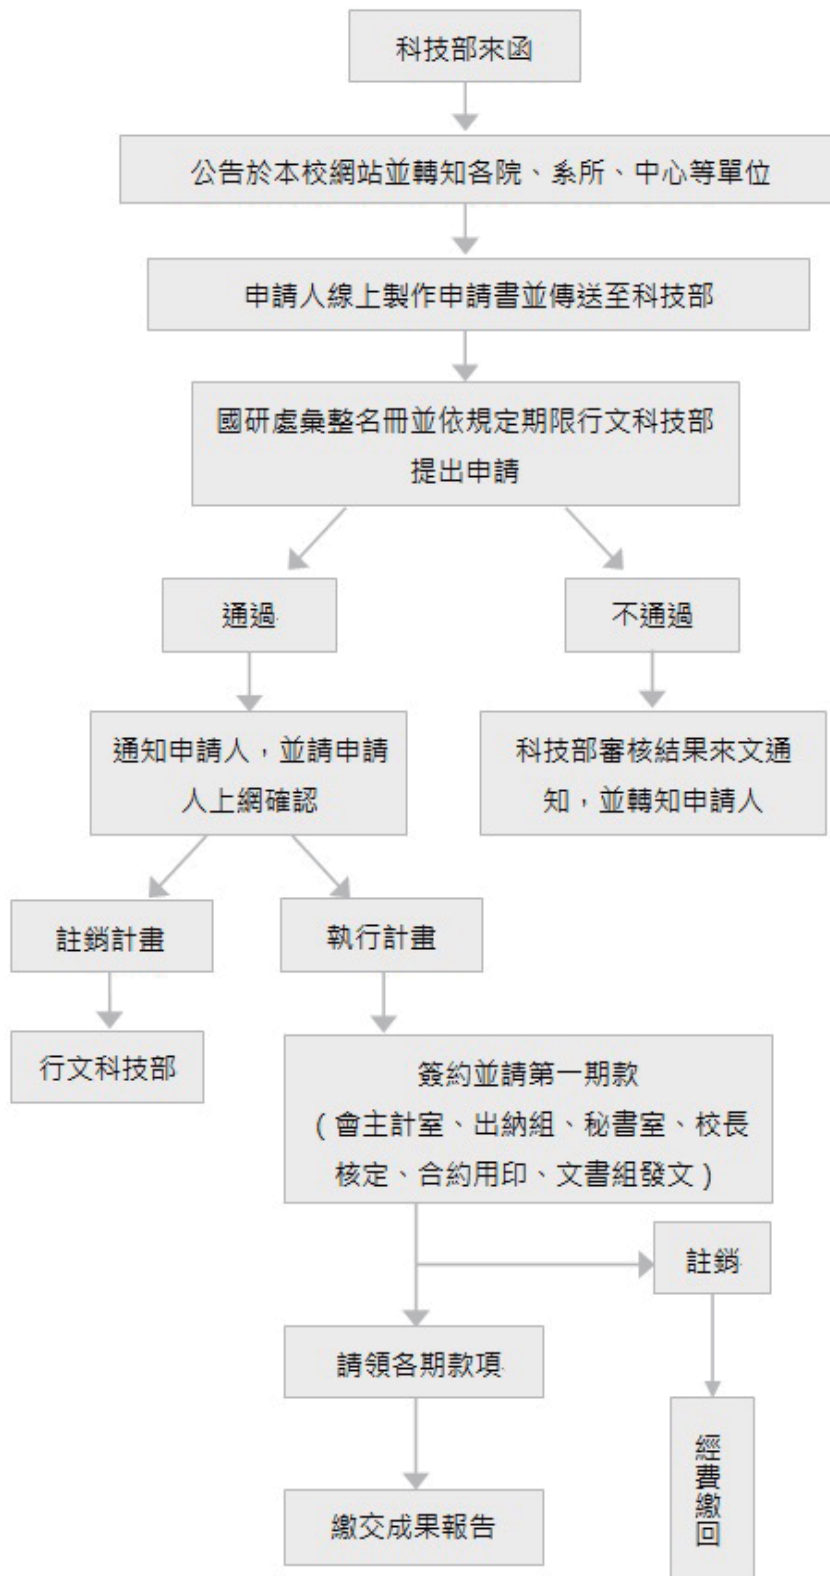 科技部來函
公告於本校網站並轉知各院、系所、中心等單位
申請人線上製作申請書並傳送至科技部
國研處彙整名冊並依規定期限行文科技部
提出申請
通過
不通過
通知申請人，並請申請
人上網確認
科技部審核結果來文通
知，並轉知申請人
註銷計畫
執行計畫
行文科技部
簽約並請第一期款
(會主計室、出納組、秘書室、校長
核定、合約用印、文書組發文)
註銷
請領各期款項
經費繳回
繳交成果報告